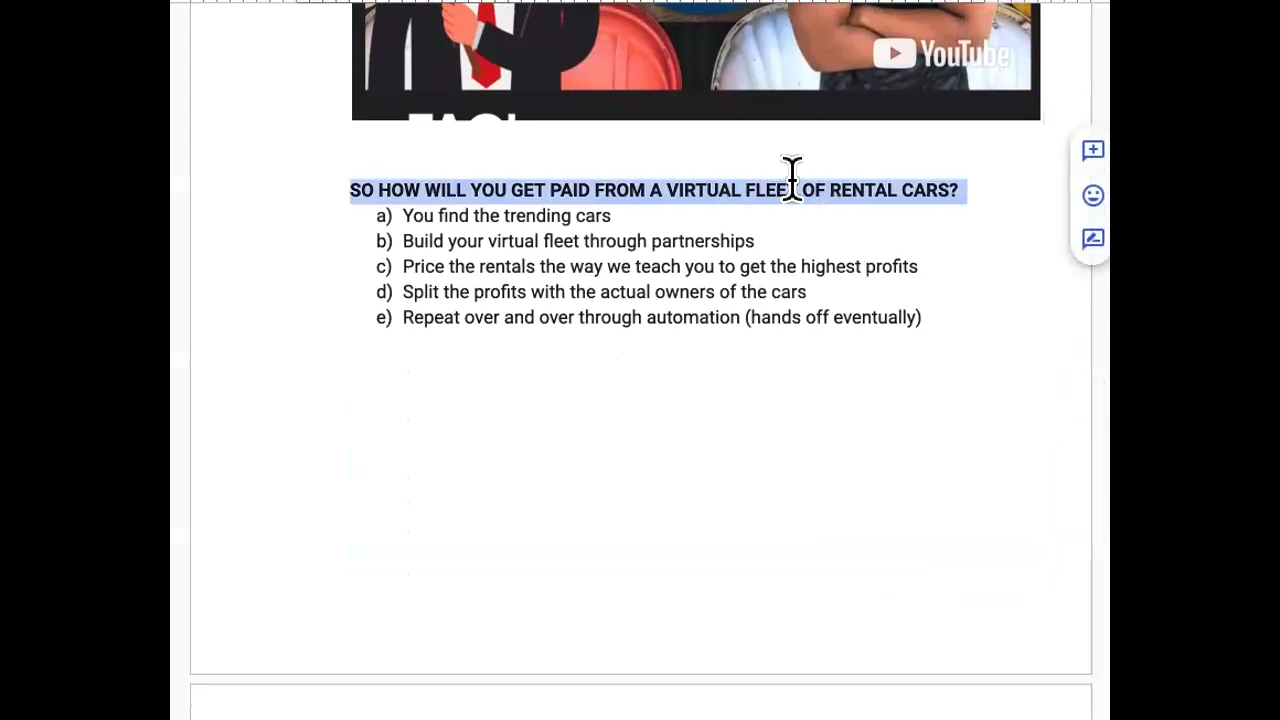 YouTube
SO HOW WILL YOU GET PAID FROM A VIRTUAL FLEET OF RENTAL CARS?
a) You find the trending cars
b) Build your virtual fleet through partnerships
c) Price the rentals the way we teach you to get the highest profits
d) Split the profits with the actual owners of the cars
e) Repeat over and over through automation (hands off eventually)